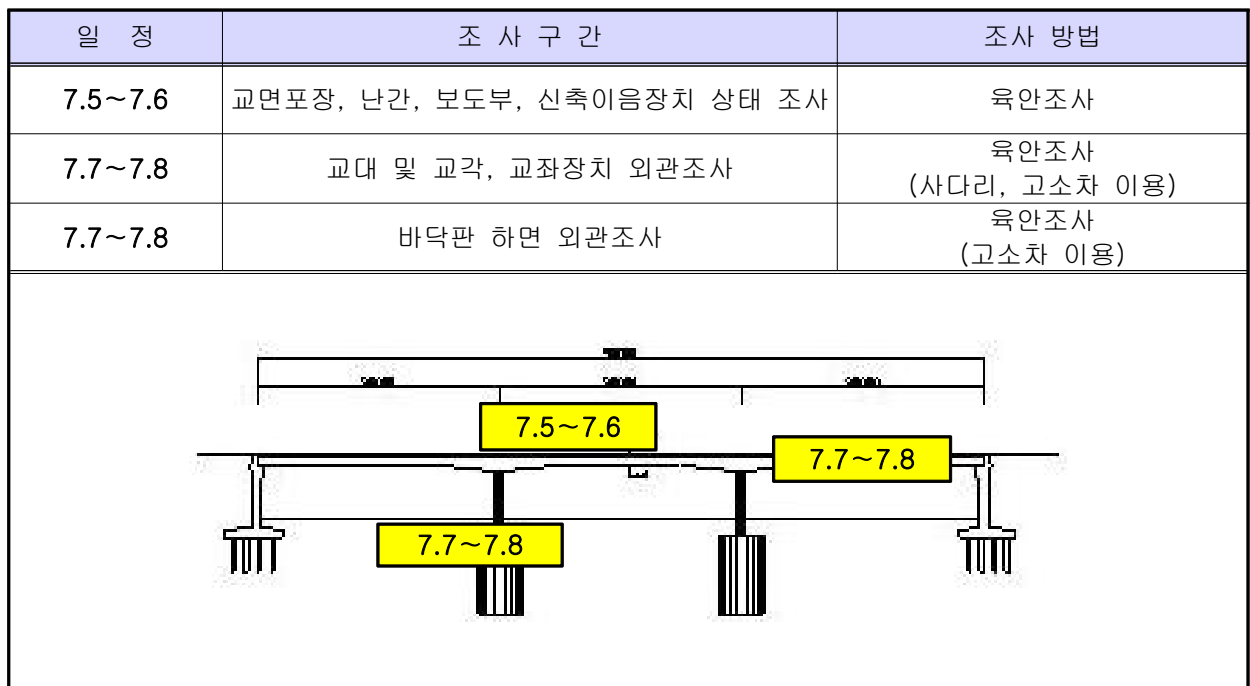 일 정 조 사 구 간 조사 방법
7.5～7.6 교면포장, 난간, 보도부, 신축이음장치 상태 조사 육안조사
7.7～7.8 교대 및 교각, 교좌장치 외관조사 육안조사
(사다리, 고소차 이용)
7.7～7.8 바닥판 하면 외관조사 육안조사
(고소차 이용)
7.5～7.6
7.7～7.8
7.7～7.8